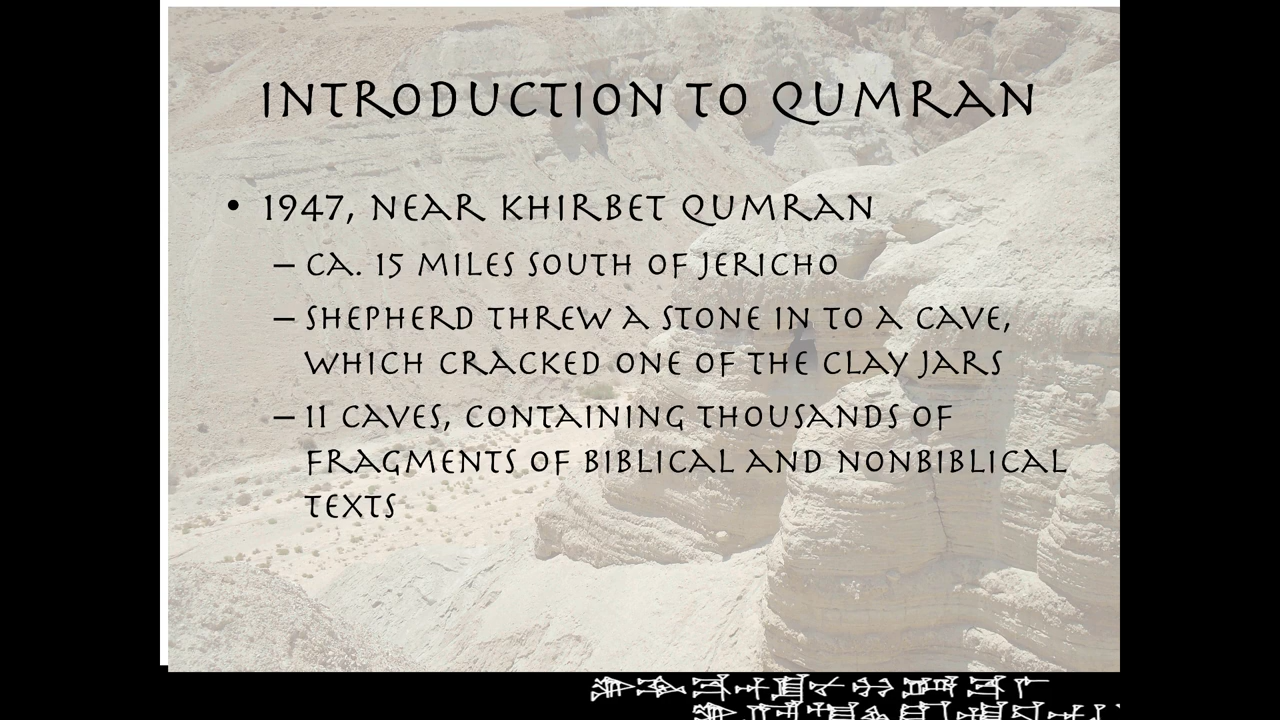 INTRODUCTION TO QUMRAN
• 1947, NEAR KHIRBET QUMRAN
– CA. 15 MILES SOUTH OF JERICHO
– SHEPHERD THREW A STONE IN TO A CAVE,
WHICH CRACKED ONE OF THE CLAY JARS
– 11 CAVES, CONTAINING THOUSANDS OF
FRAGMENTS OF BIBLICAL AND NONBIBLICAL
TEXTS